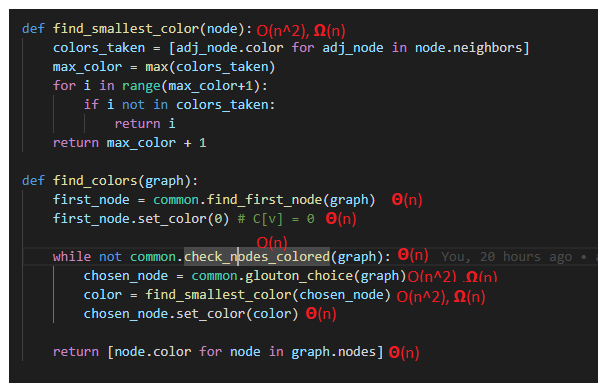 def find_smallest_color(node): O(n^2), Ω(n)
colors_taken = [adj_node.color for adj_node in node.neighbors]
max_color = max(colors_taken)
for i in range(max_color+1):
if i not in colors_taken:
return i
return max_color + 1
def find_colors(graph):
first_node = common.find_first_node(graph) Θ(n)
first_node.set_color(0) # C[v] = 0 Θ(n)
O(n)
while not common.check_nodes_colored(graph): Θ(n) You, 20 hours ago •
chosen_node = common.glouton_choice(graph) O(n^2), Ω(n)
color = find_smallest_color(chosen_node) O(n^2), Ω(n)
chosen_node.set_color(color) Θ(n)
return [node.color for node in graph.nodes] Θ(n)